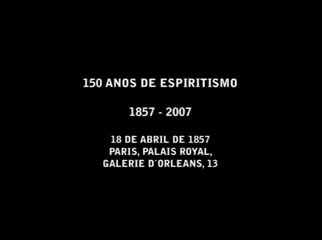 150 ANOS DE ESPIRITISMO
1857 - 2007
18 DE ABRIL DE 1857
PARIS, PALAIS ROYAL,
GALERIE D´ORLEANS, 13